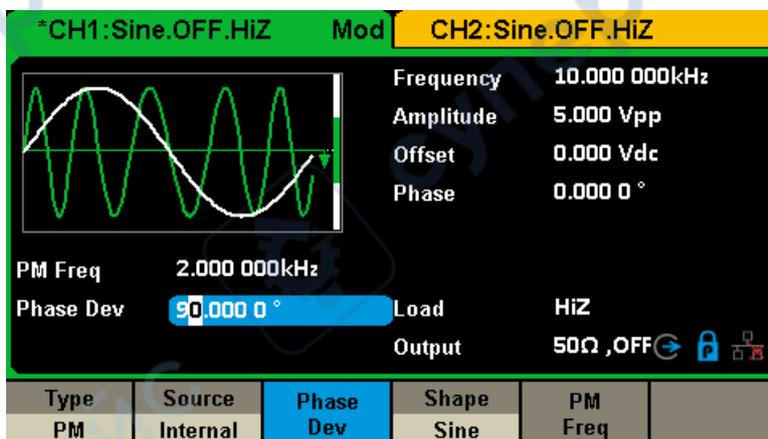 *CH1:Sine.OFF.HiZ Mod CH2:Sine.OFF.HiZ
Frequency 10.000 000kHz
Amplitude 5.000 Vpp
Offset 0.000 Vdc
Phase 0.000 0 °
PM Freq 2.000 000kHz
Phase Dev 90.000 0 ° Load HiZ
Output 50Ω ,OFF
Type Source Phase Dev Shape PM Freq
PM Internal Sine